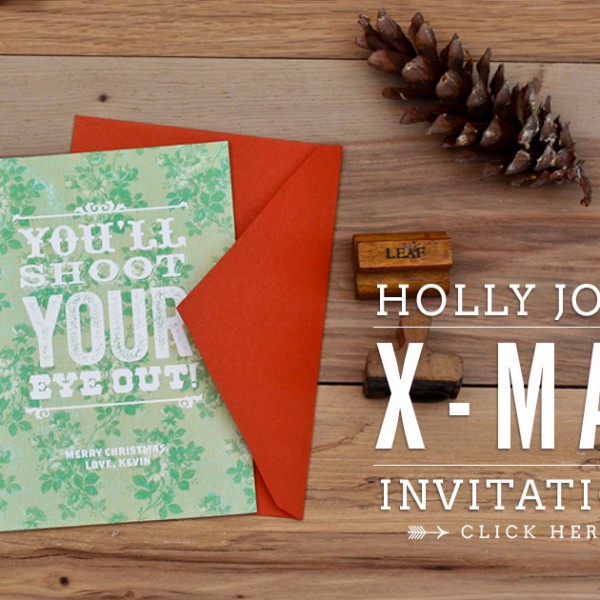 YOU'LL
SHOOT
YOUR
EYE OUT!
MERRY CHRISTMAS,
LOVE, KEVIN
LEAF
HOLLY JO
X-MA
INVITATIO
CLICK HER